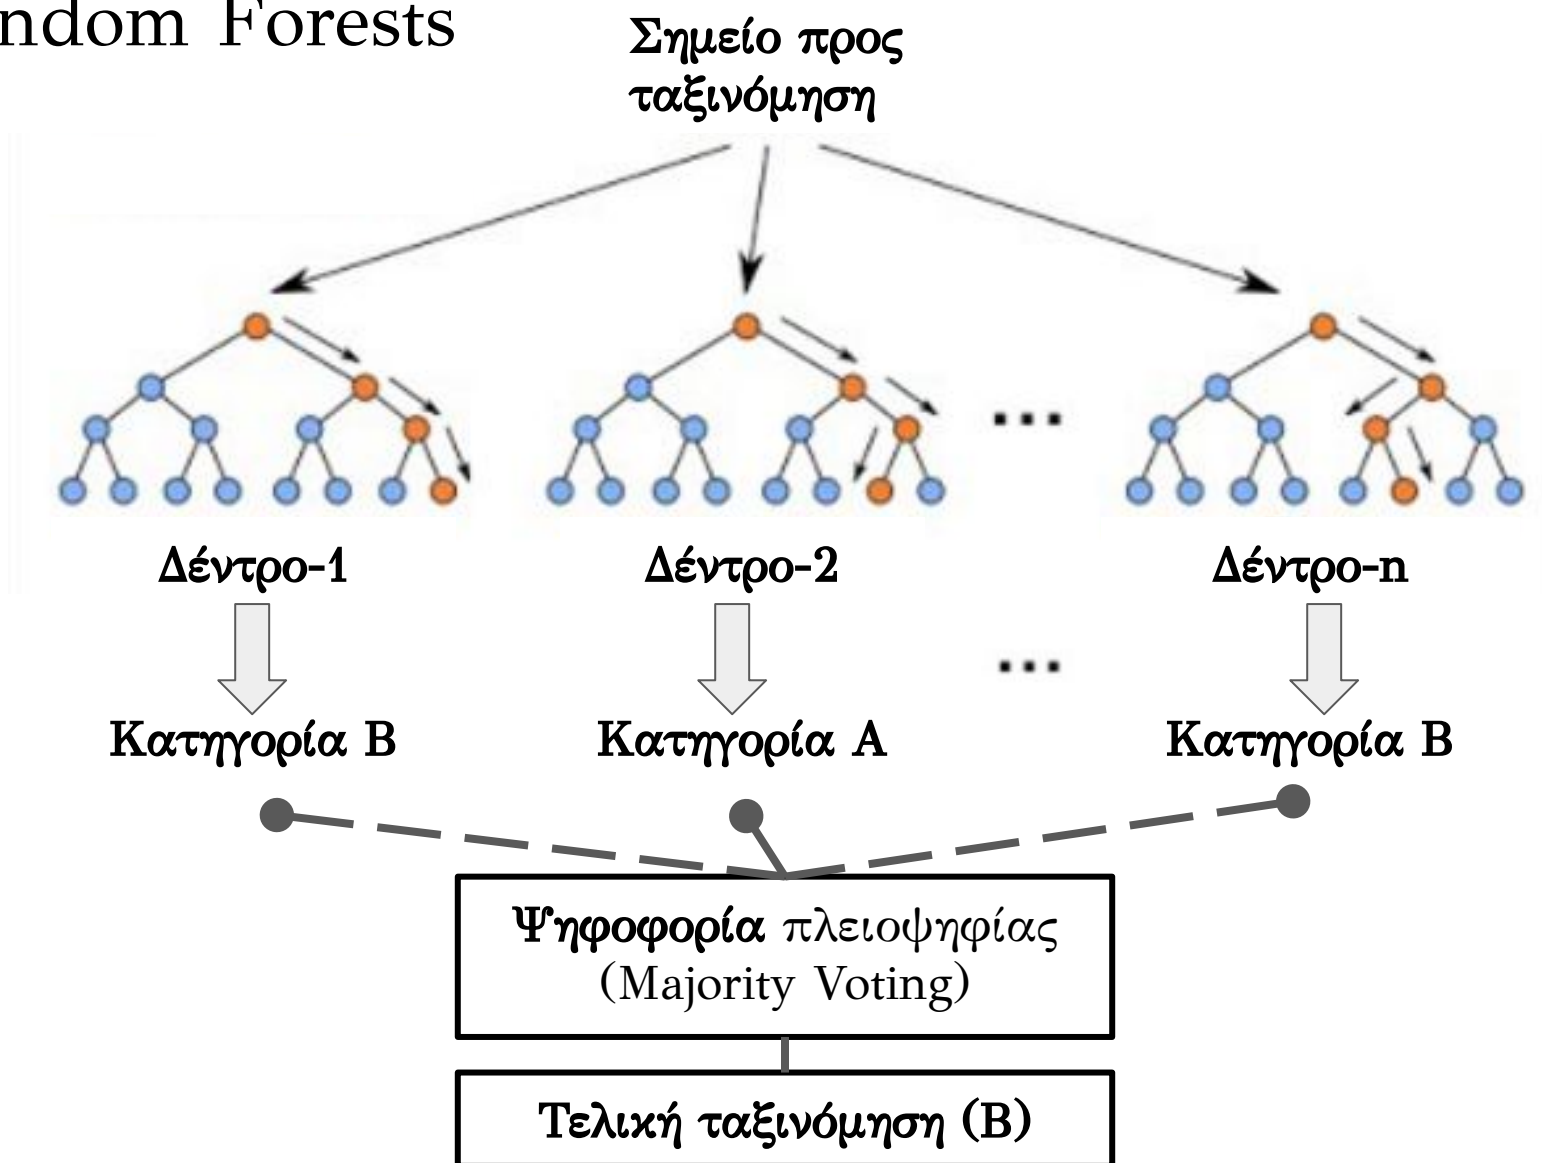 ndom Forests
Σημείο προς
ταξινόμηση
...
Δέντρο-1
Δέντρο-2
Δέντρο-n
...
Κατηγορία Β
Κατηγορία Α
Κατηγορία Β
Ψηφοφορία πλειοψηφίας
(Majority Voting)
Τελική ταξινόμηση (Β)